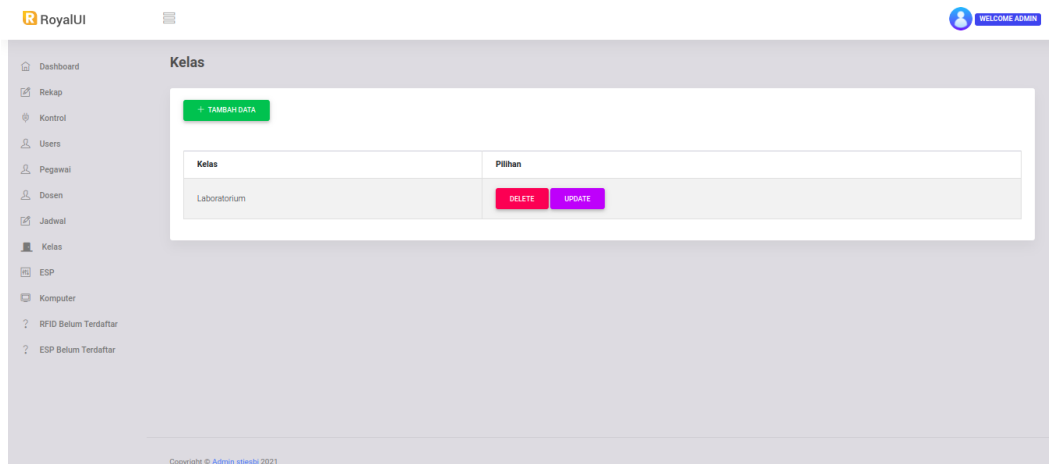 RoyalUI
WELCOME ADMIN
Dashboard
Rekap
Kontrol
Users
Pegawai
Dosen
Jadwal
Kelas
ESP
Komputer
RFID Belum Terdaftar
ESP Belum Terdaftar
Kelas
+ TAMBAH DATA
Kelas Pilihan
Laboratorium DELETE UPDATE
Copyright © Admin stiesbi 2021